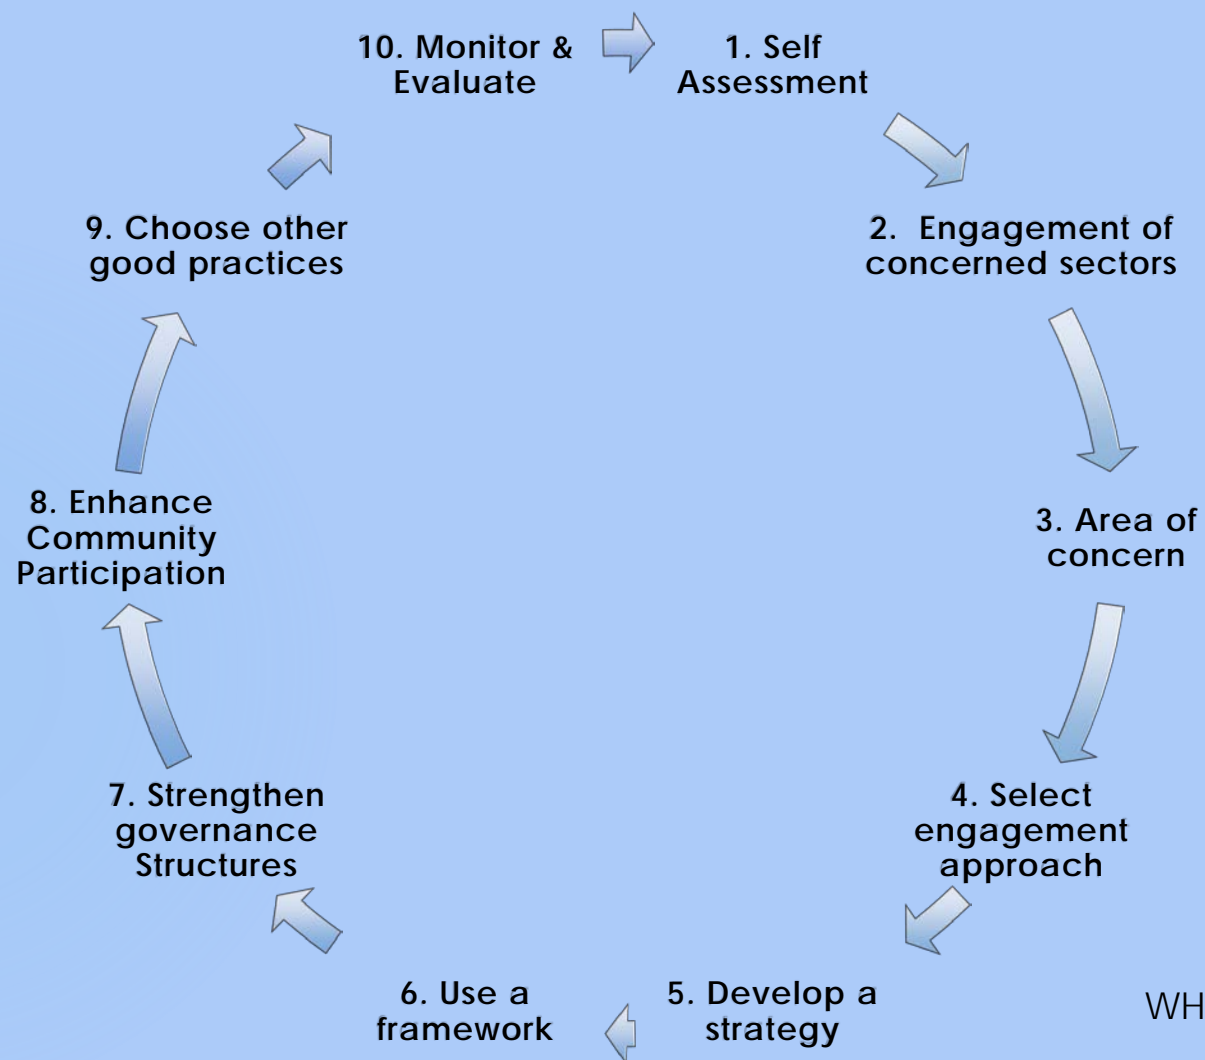 1. Self
Assessment
2. Engagement of
concerned sectors
3. Area of
concern
4. Select
engagement
approach
5. Develop a
strategy
6. Use a
framework
7. Strengthen
governance
Structures
8. Enhance
Community
Participation
9. Choose other
good practices
10. Monitor &
Evaluate
WH